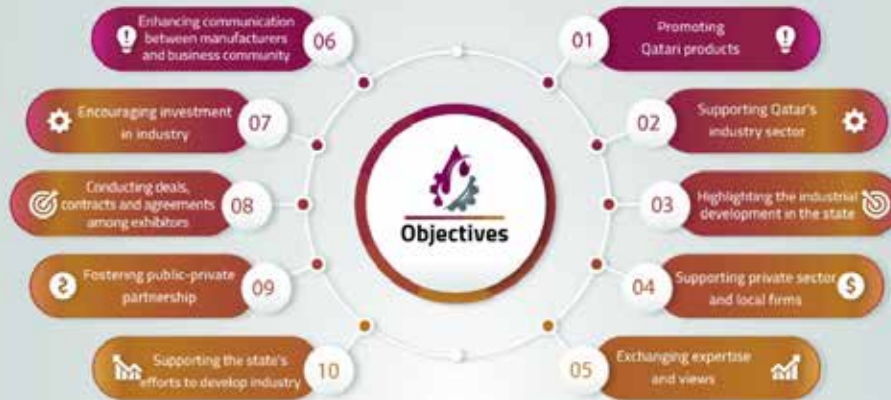 Objectives
01
Promoting
Qatari products
02
Supporting Qatar's
industry sector
03
Highlighting the industrial
development in the state
04
Supporting private sector
and local firms
05
Exchanging expertise
and views
06
Enhancing communication
between manufacturers
and business community
07
Encouraging investment
in industry
08
Conducting deals,
contracts and agreements
among exhibitors
09
Fostering public-private
partnership
10
Supporting the state's
efforts to develop industry
$
$